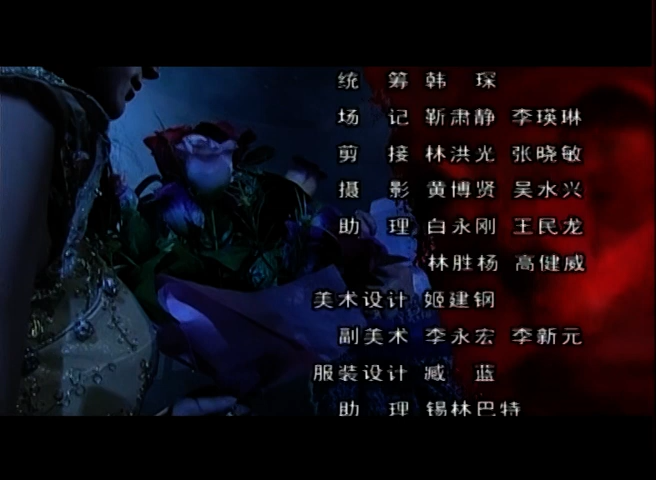 统 筹 韩 琛
场 记 靳肃静 李瑛琳
剪 接 林洪光 张晓敏
摄 影 黄博贤 吴水兴
助 理 白永刚 王民龙
林胜杨 高健威
美术设计 姬建钢
副美术 李永宏 李新元
服装设计 臧 蓝
助 理 锡林巴特